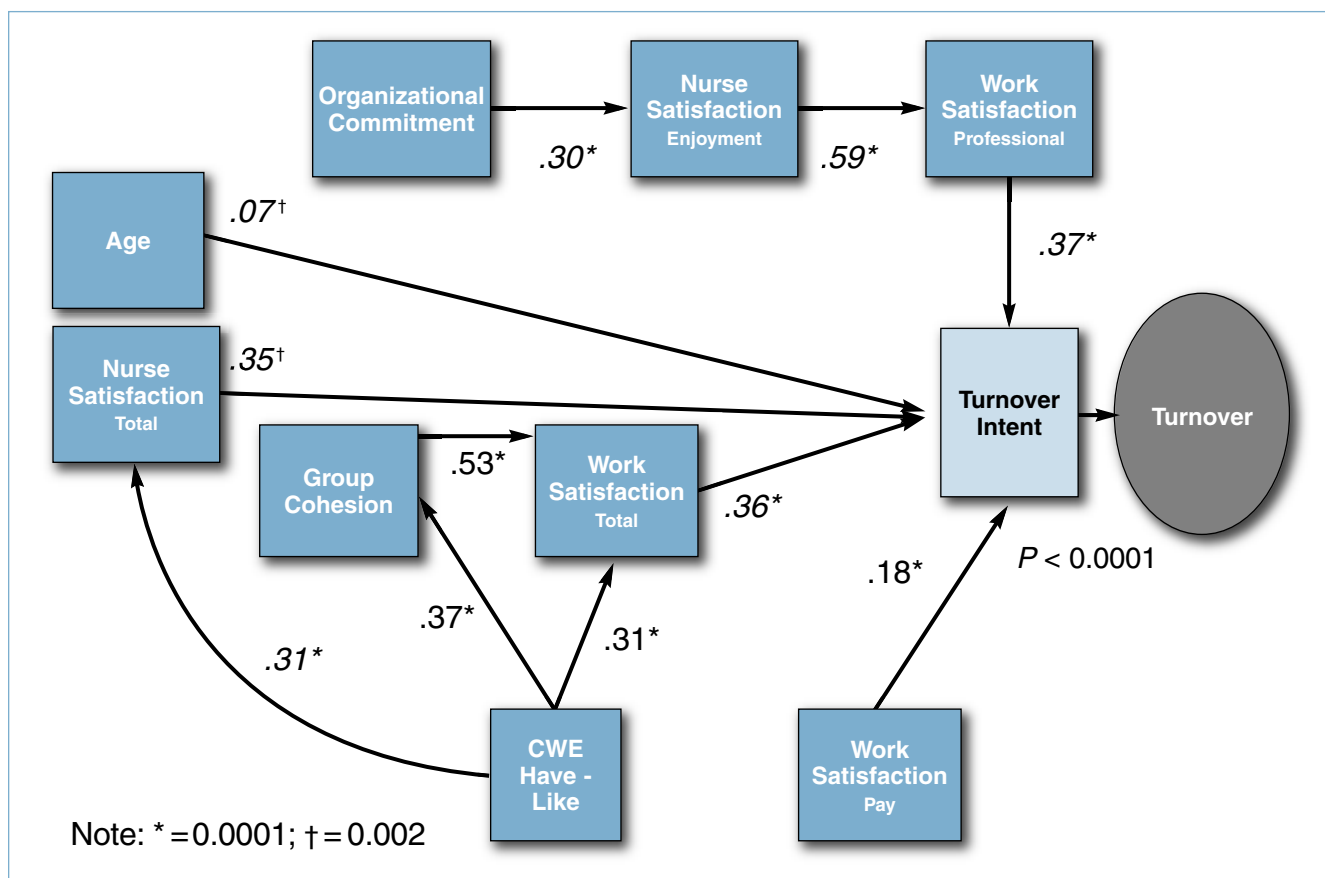 Organizational
Commitment
.30*
Nurse
Satisfaction
Enjoyment
.59*
Work
Satisfaction
Professional
.37*
Age
.07†
Nurse
Satisfaction
Total
.35†
Group
Cohesion
.53*
Work
Satisfaction
Total
.36*
Turnover
Intent
Turnover
P < 0.0001
.18*
.37*
.31*
.31*
CWE
Have -
Like
Work
Satisfaction
Pay
Note: * =0.0001; † =0.002